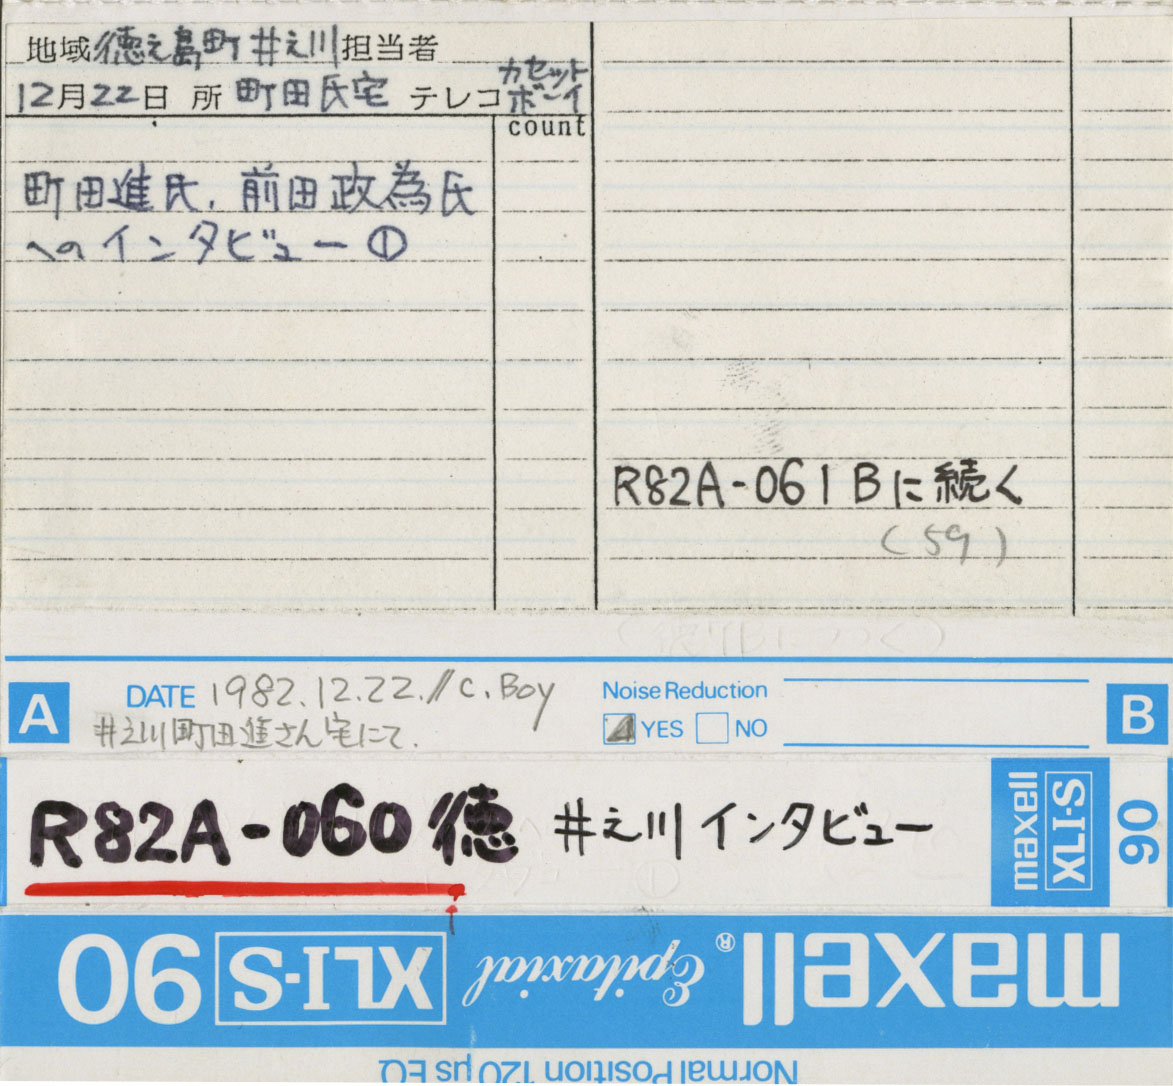 地域徳之島町井之川担当者
12月22日 所 町田氏宅 テレコカセットボーイ
count
町田進氏、前田政為氏
へのインタビュー①
R82A-061 Bに続く
(59)
A DATE 1982.12.22.//C.Boy Noise Reduction B
井之川町田進さん宅にて. YES NO
R82A-060 徳 井之川インタビュー maxell XLI-S 90
maxell® Epitaxial XLI-S 90
Normal Position 120 µs EQ